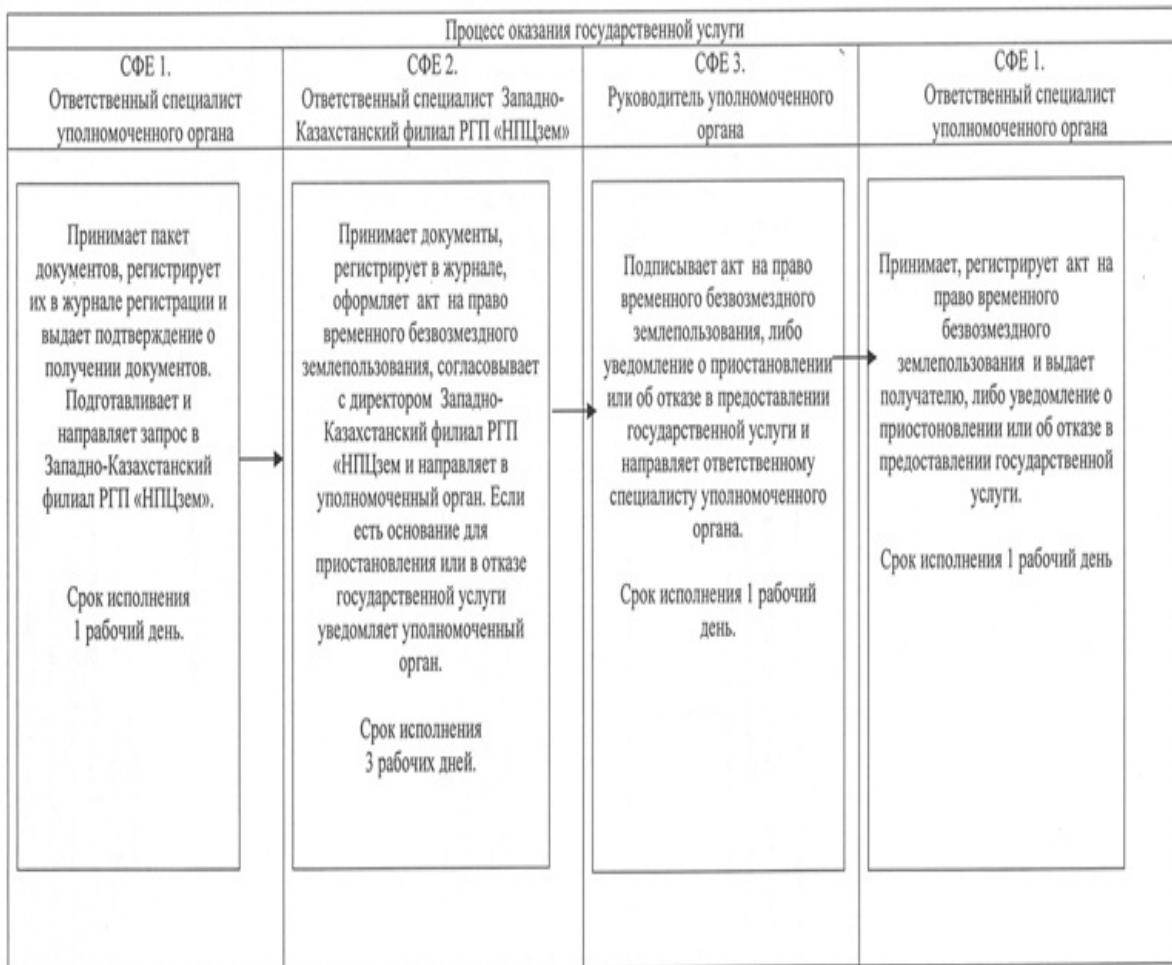 Процесс оказания государственной услуги
СФЕ 1.
Ответственный специалист
уполномоченного органа
СФЕ 2.
Ответственный специалист Западно-
Казахстанский филиал РГП «НПЦзем»
СФЕ 3.
Руководитель уполномоченного
органа
СФЕ 1.
Ответственный специалист
уполномоченного органа
Принимает пакет
документов, регистрирует
их в журнале регистрации и
выдает подтверждение о
получении документов.
Подготавливает и
направляет запрос в
Западно-Казахстанский
филиал РГП «НПЦзем».
Срок исполнения
1 рабочий день.
Принимает документы,
регистрирует в журнале,
оформляет акт на право
временного безвозмездного
землепользования, согласовывает
с директором Западно-
Казахстанский филиал РГП
«НПЦзем и направляет в
уполномоченный орган. Если
есть основание для
приостановления или в отказе
государственной услуги
уведомляет уполномоченный
орган.
Срок исполнения
3 рабочих дней.
Подписывает акт на право
временного безвозмездного
землепользования, либо
уведомление о приостановлении
или об отказе в предоставлении
государственной услуги и
направляет ответственному
специалисту уполномоченного
органа.
Срок исполнения 1 рабочий
день.
Принимает, регистрирует акт на
право временного
безвозмездного
землепользования и выдает
получателю, либо уведомление о
приостоновлении или об отказе в
предоставлении государственной
услуги.
Срок исполнения 1 рабочий день